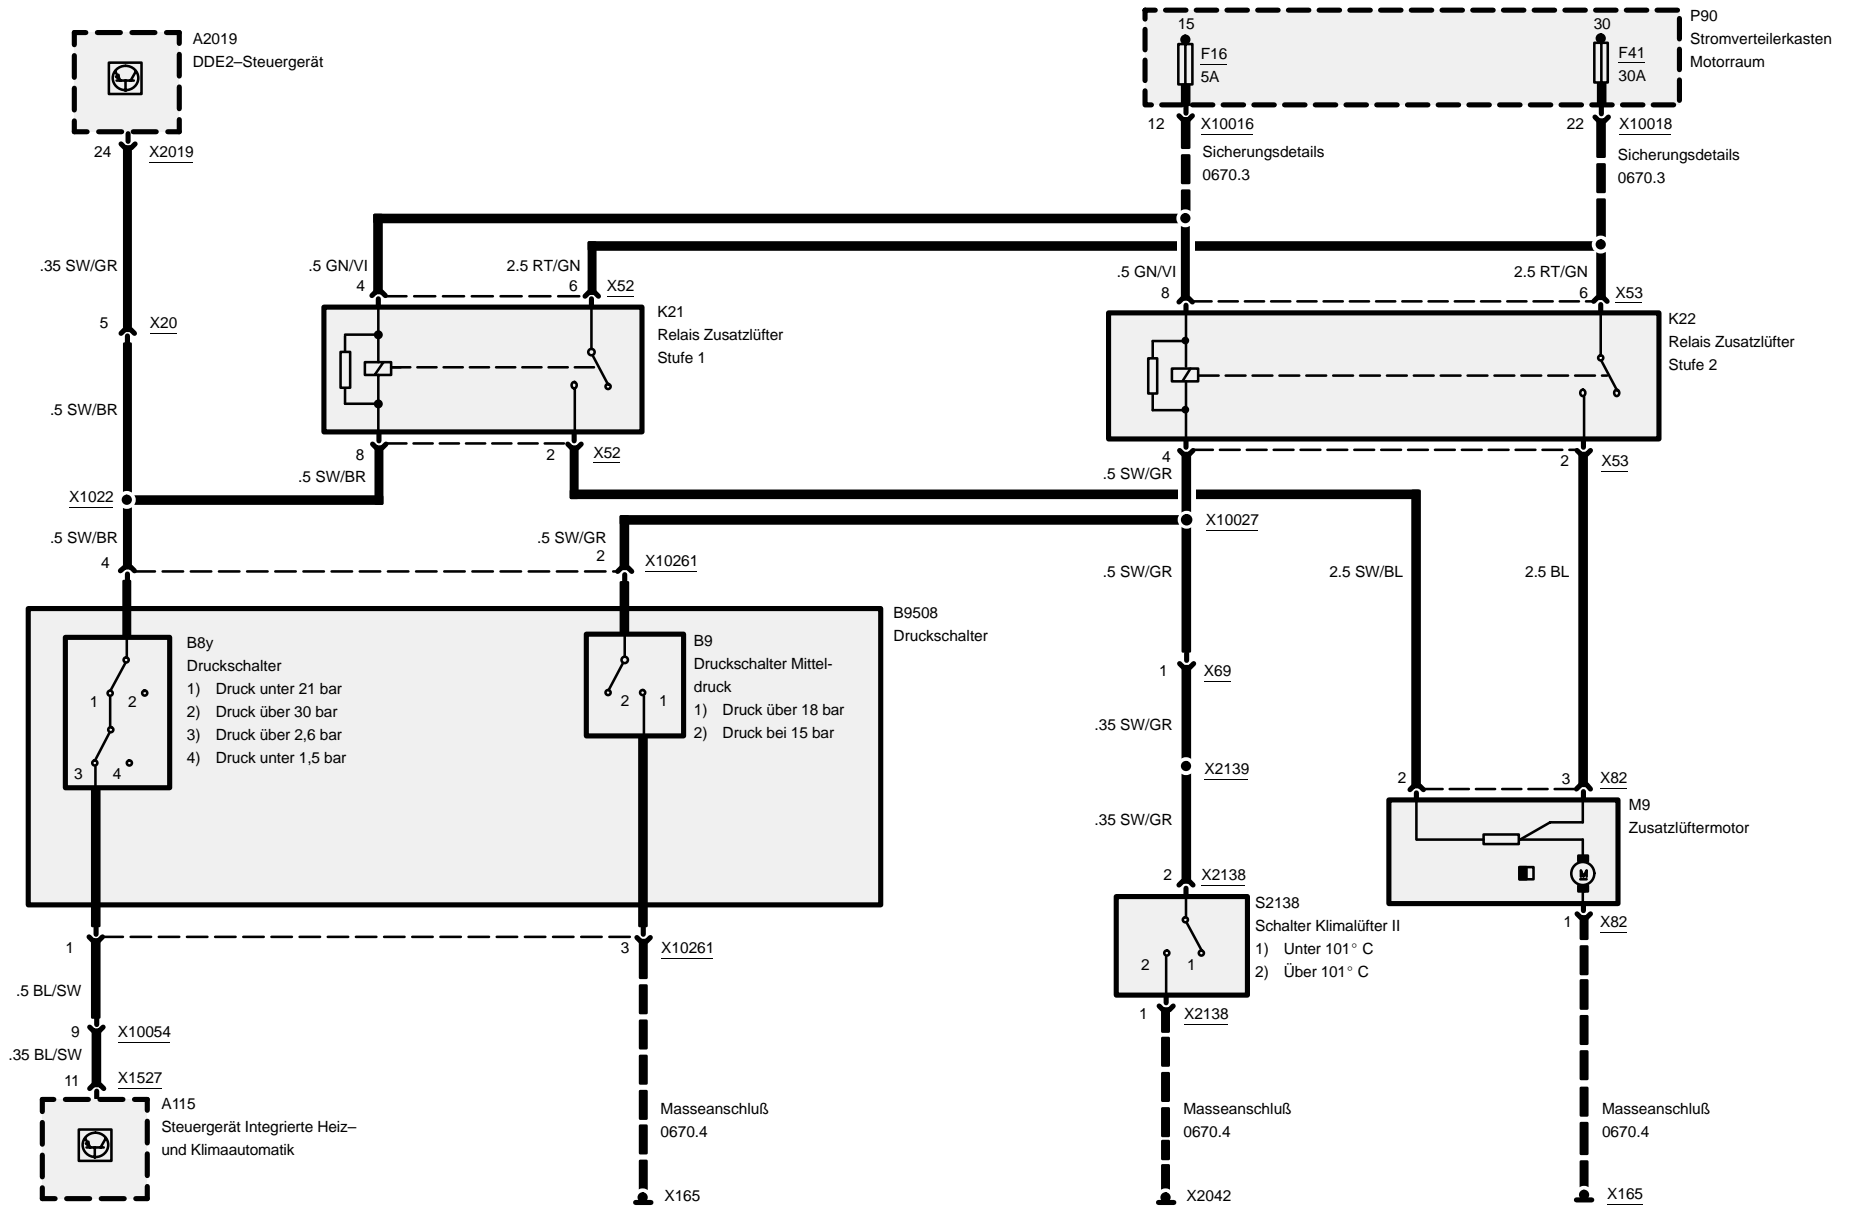 A2019
DDE2–Steuergerät
24 X2019
.35 SW/GR
5 X20
.5 SW/BR
X1022
.5 SW/BR
4
15
F16
5A
30
F41
30A
P90
Stromverteilerkasten
Motorraum
12 X10016
Sicherungsdetails
0670.3
22 X10018
Sicherungsdetails
0670.3
.5 GN/VI
4
2.5 RT/GN
6 X52
K21
Relais Zusatzlüfter
Stufe 1
8
.5 SW/BR
2 X52
.5 GN/VI
8
2.5 RT/GN
6 X53
K22
Relais Zusatzlüfter
Stufe 2
4
.5 SW/GR
2 X53
X10027
.5 SW/GR
2 X10261
.5 SW/GR
2.5 SW/BL
2.5 BL
B9508
Druckschalter
B8y
Druckschalter
1) Druck unter 21 bar
2) Druck über 30 bar
3) Druck über 2,6 bar
4) Druck unter 1,5 bar
1 2
3 4
B9
Druckschalter Mittel-
druck
1) Druck über 18 bar
2) Druck bei 15 bar
2 1
1 X69
.35 SW/GR
X2139
.35 SW/GR
2 X2138
S2138
Schalter Klimalüfter II
1) Unter 101° C
2) Über 101° C
2 1
1 X2138
2
3 X82
M9
Zusatzlüftermotor
M
1 X82
1
3 X10261
.5 BL/SW
9 X10054
.35 BL/SW
11 X1527
A115
Steuergerät Integrierte Heiz–
und Klimaautomatik
Masseanschluß
0670.4
X165
Masseanschluß
0670.4
X2042
Masseanschluß
0670.4
X165